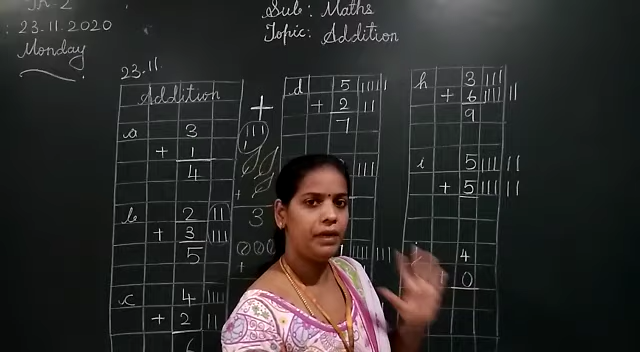 Sub: Maths
Topic: Addition
23.11.2020
Monday
23.11.
Addition
a 3
+ 1
4
b 2
+ 3
5
c 4
+ 2
6
+
3
+
d 5
+ 2
7
h 3
+ 6
9
i 5
+ 5
4
0